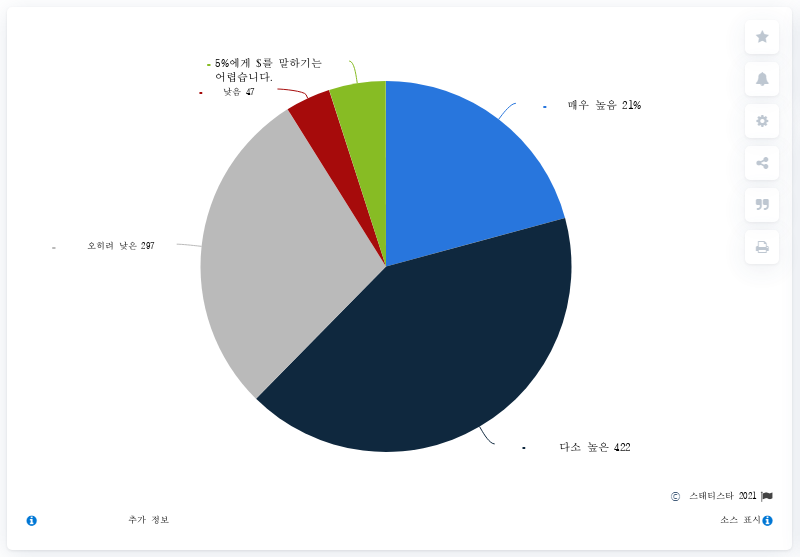 5%에게 $를 말하기는
어렵습니다.
낮음 47
매우 높음 21%
오히려 낮은 297
다소 높은 422
© 스태티스타 2021
추가 정보
소스 표시